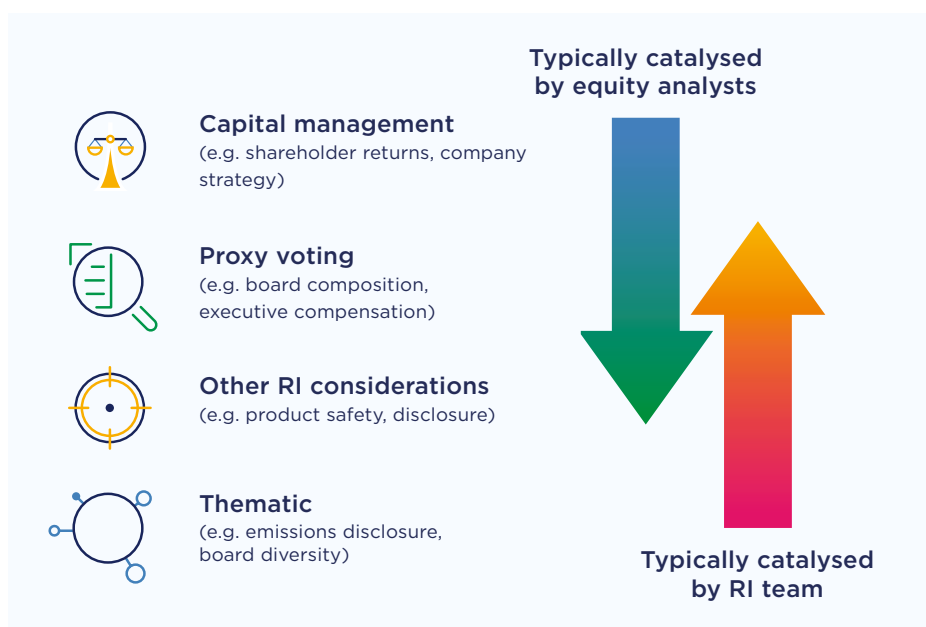 Typically catalysed
by equity analysts
Capital management
(e.g. shareholder returns, company
strategy)
Proxy voting
(e.g. board composition,
executive compensation)
Other RI considerations
(e.g. product safety, disclosure)
Thematic
(e.g. emissions disclosure,
board diversity)
Typically catalysed
by RI team